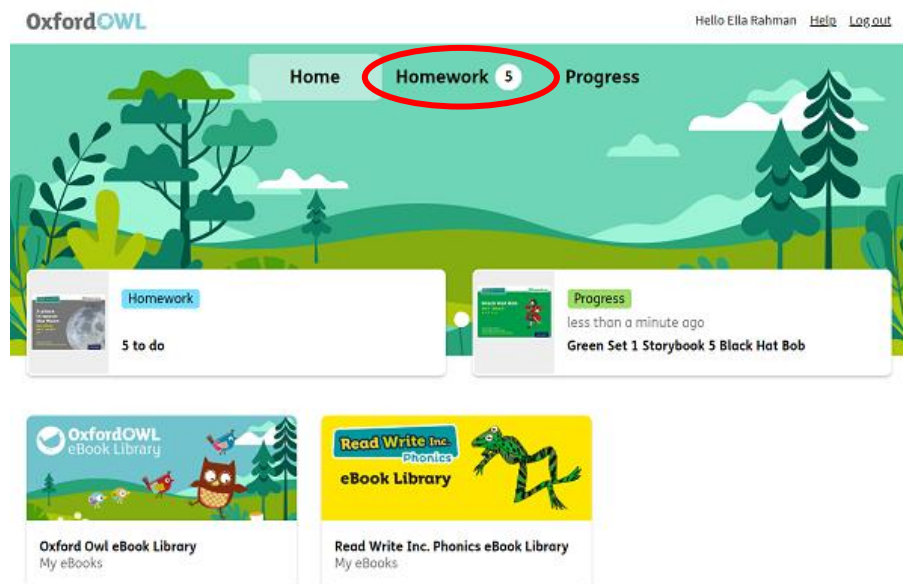 OxfordOWL
Hello Ella Rahman Help Log out
Home Homework 5 Progress
Homework
5 to do
Progress
less than a minute ago
Green Set 1 Storybook 5 Black Hat Bob
OxfordOWL
eBook Library
Read Write Inc.
Phonics
eBook Library
Oxford Owl eBook Library
My eBooks
Read Write Inc. Phonics eBook Library
My eBooks